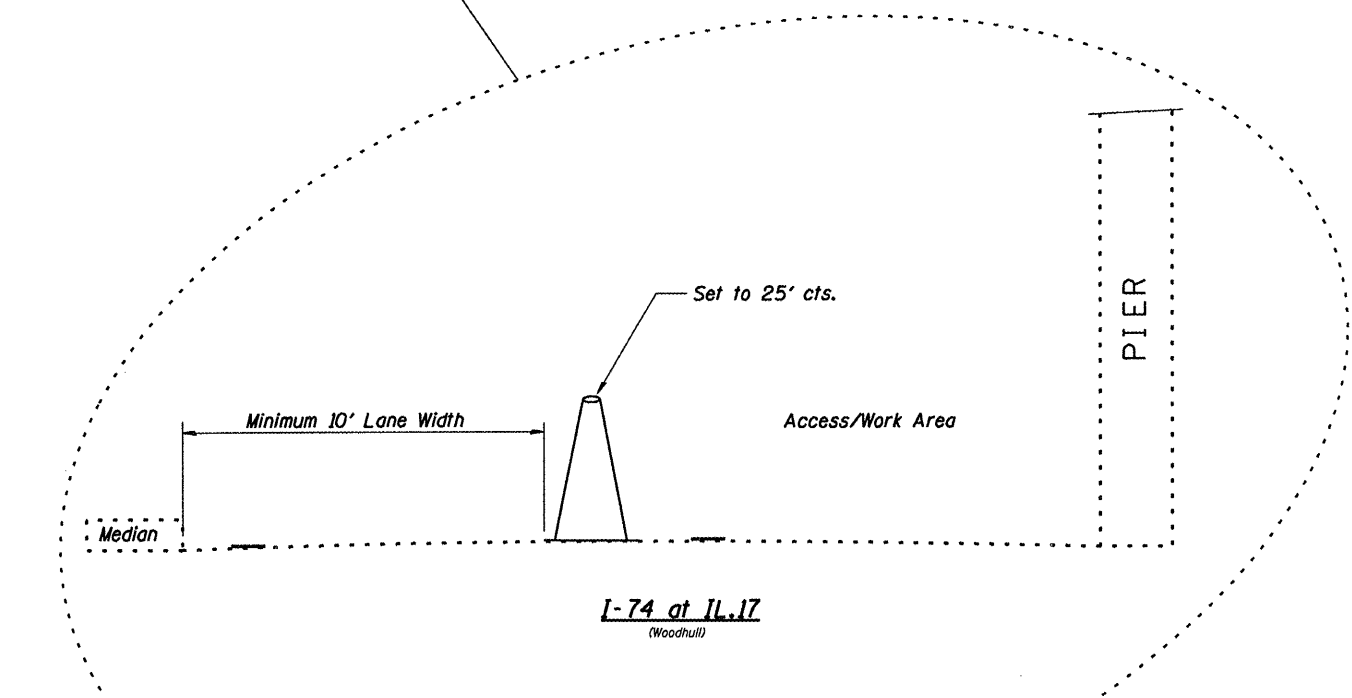 Set to 25' cts.
PIER
Minimum 10' Lane Width
Access/Work Area
Median
I-74 at IL.17
(Woodhull)